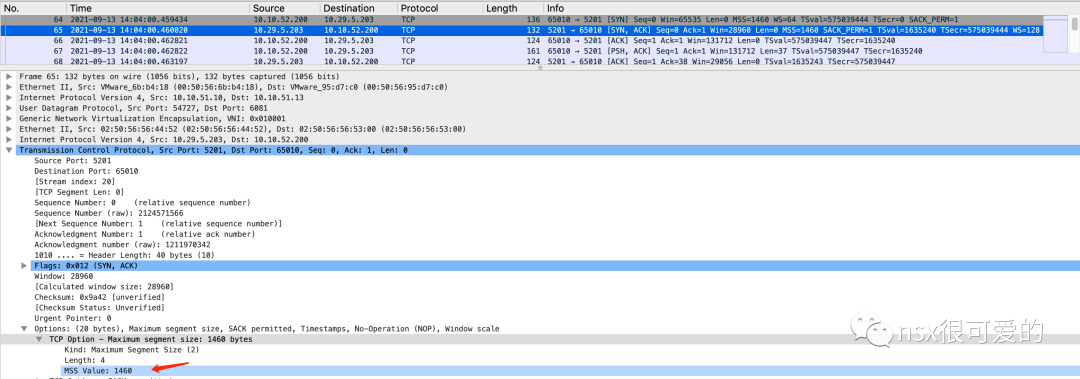 No. Time Source Destination Protocol Length Info
64 2021-09-13 14:04:00.459434 10.10.52.200 10.29.5.203 TCP 136 65010 → 5201 [SYN] Seq=0 Win=65535 Len=0 MSS=1460 WS=64 TSval=575039444 TSecr=0 SACK_PERM=1
65 2021-09-13 14:04:00.460020 10.29.5.203 10.10.52.200 TCP 132 5201 → 65010 [SYN, ACK] Seq=0 Ack=1 Win=28960 Len=0 MSS=1460 SACK_PERM=1 TSval=1635240 TSecr=575039444 WS=128
66 2021-09-13 14:04:00.462821 10.10.52.200 10.29.5.203 TCP 124 65010 → 5201 [ACK] Seq=1 Ack=1 Win=131712 Len=0 TSval=575039447 TSecr=1635240
67 2021-09-13 14:04:00.462822 10.10.52.200 10.29.5.203 TCP 161 65010 → 5201 [PSH, ACK] Seq=1 Ack=1 Win=131712 Len=37 TSval=575039447 TSecr=1635240
68 2021-09-13 14:04:00.463197 10.29.5.203 10.10.52.200 TCP 124 5201 → 65010 [ACK] Seq=1 Ack=38 Win=29056 Len=0 TSval=1635243 TSecr=575039447
Frame 65: 132 bytes on wire (1056 bits), 132 bytes captured (1056 bits)
Ethernet II, Src: VMware_6b:b4:18 (00:50:56:6b:b4:18), Dst: VMware_95:d7:c0 (00:50:56:95:d7:c0)
Internet Protocol Version 4, Src: 10.10.51.10, Dst: 10.10.51.13
User Datagram Protocol, Src Port: 54727, Dst Port: 6081
Generic Network Virtualization Encapsulation, VNI: 0x010001
Ethernet II, Src: 02:50:56:56:44:52 (02:50:56:56:44:52), Dst: 02:50:56:56:53:00 (02:50:56:56:53:00)
Internet Protocol Version 4, Src: 10.29.5.203, Dst: 10.10.52.200
Transmission Control Protocol, Src Port: 5201, Dst Port: 65010, Seq: 0, Ack: 1, Len: 0
Source Port: 5201
Destination Port: 65010
[Stream index: 20]
[TCP Segment Len: 0]
Sequence Number: 0 (relative sequence number)
Sequence Number (raw): 2124571566
[Next Sequence Number: 1 (relative sequence number)]
Acknowledgment Number: 1 (relative ack number)
Acknowledgment number (raw): 1211970342
1010 .... = Header Length: 40 bytes (10)
Flags: 0x012 (SYN, ACK)
Window: 28960
[Calculated window size: 28960]
Checksum: 0x9a42 [unverified]
[Checksum Status: Unverified]
Urgent Pointer: 0
Options: (20 bytes), Maximum segment size, SACK permitted, Timestamps, No-Operation (NOP), Window scale
TCP Option - Maximum segment size: 1460 bytes
Kind: Maximum Segment Size (2)
Length: 4
MSS Value: 1460
nsx很可爱的